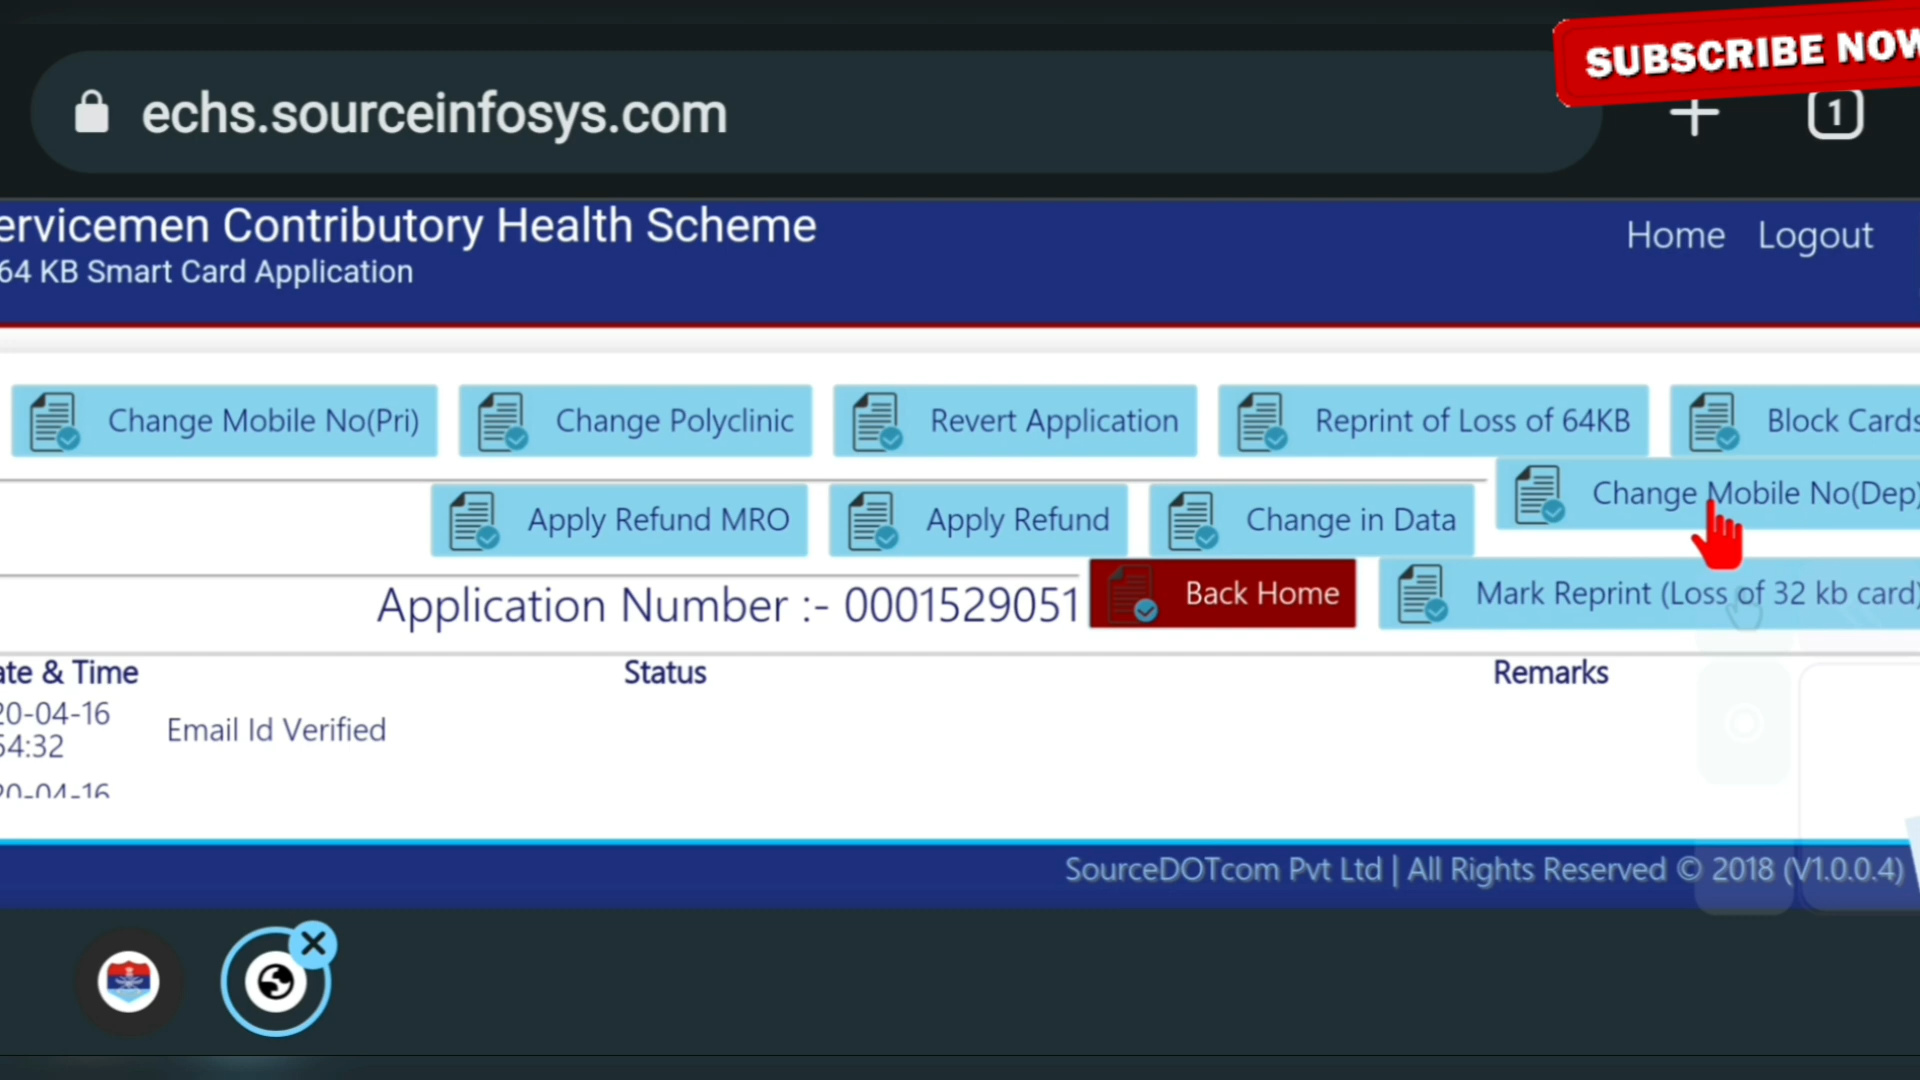 SUBSCRIBE NOW
echs.sourceinfosys.com
1
ervicemen Contributory Health Scheme
64 KB Smart Card Application
Home Logout
Change Mobile No(Pri) Change Polyclinic Revert Application Reprint of Loss of 64KB Block Cards
Apply Refund MRO Apply Refund Change in Data Change Mobile No(Dep)
Application Number :- 0001529051 Back Home Mark Reprint (Loss of 32 kb card)
ate & Time Status Remarks
20-04-16
54:32
Email Id Verified
20-04-16
SourceDOTcom Pvt Ltd | All Rights Reserved © 2018 (V1.0.0.4)